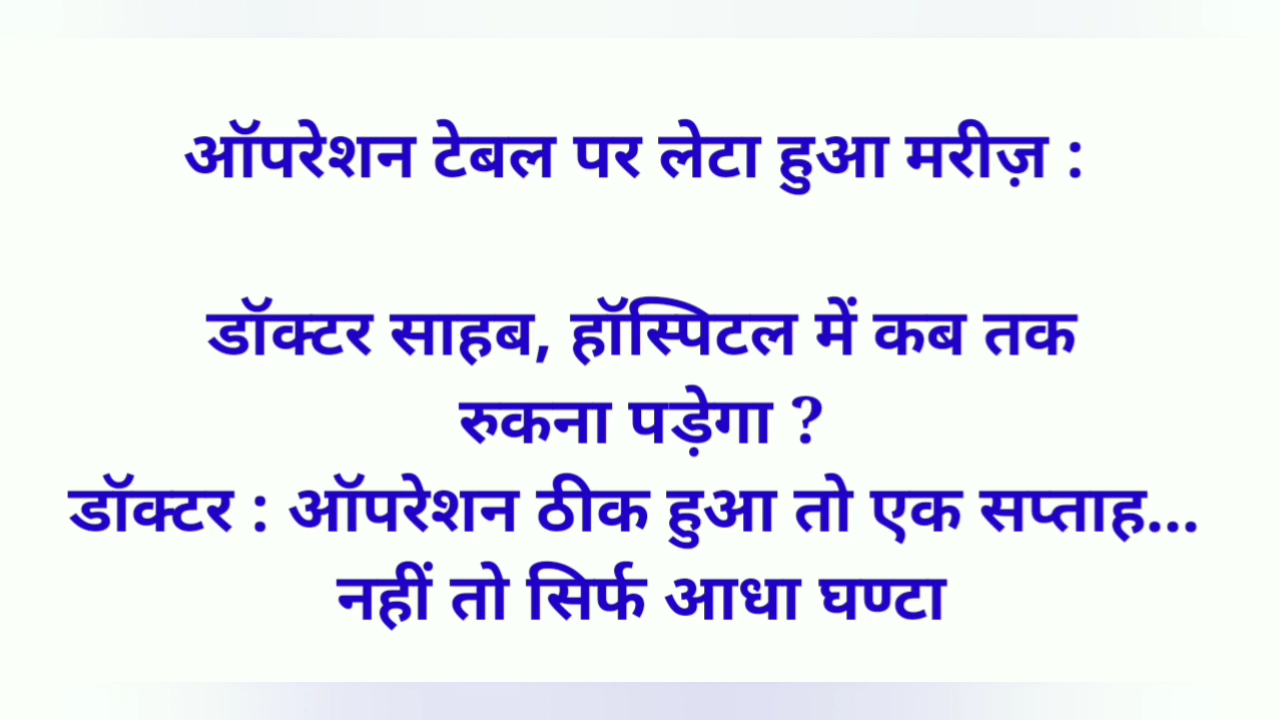 ऑपरेशन टेबल पर लेटा हुआ मरीज़ :
डॉक्टर साहब, हॉस्पिटल में कब तक
रुकना पड़ेगा ?
डॉक्टर : ऑपरेशन ठीक हुआ तो एक सप्ताह...
नहीं तो सिर्फ आधा घण्टा